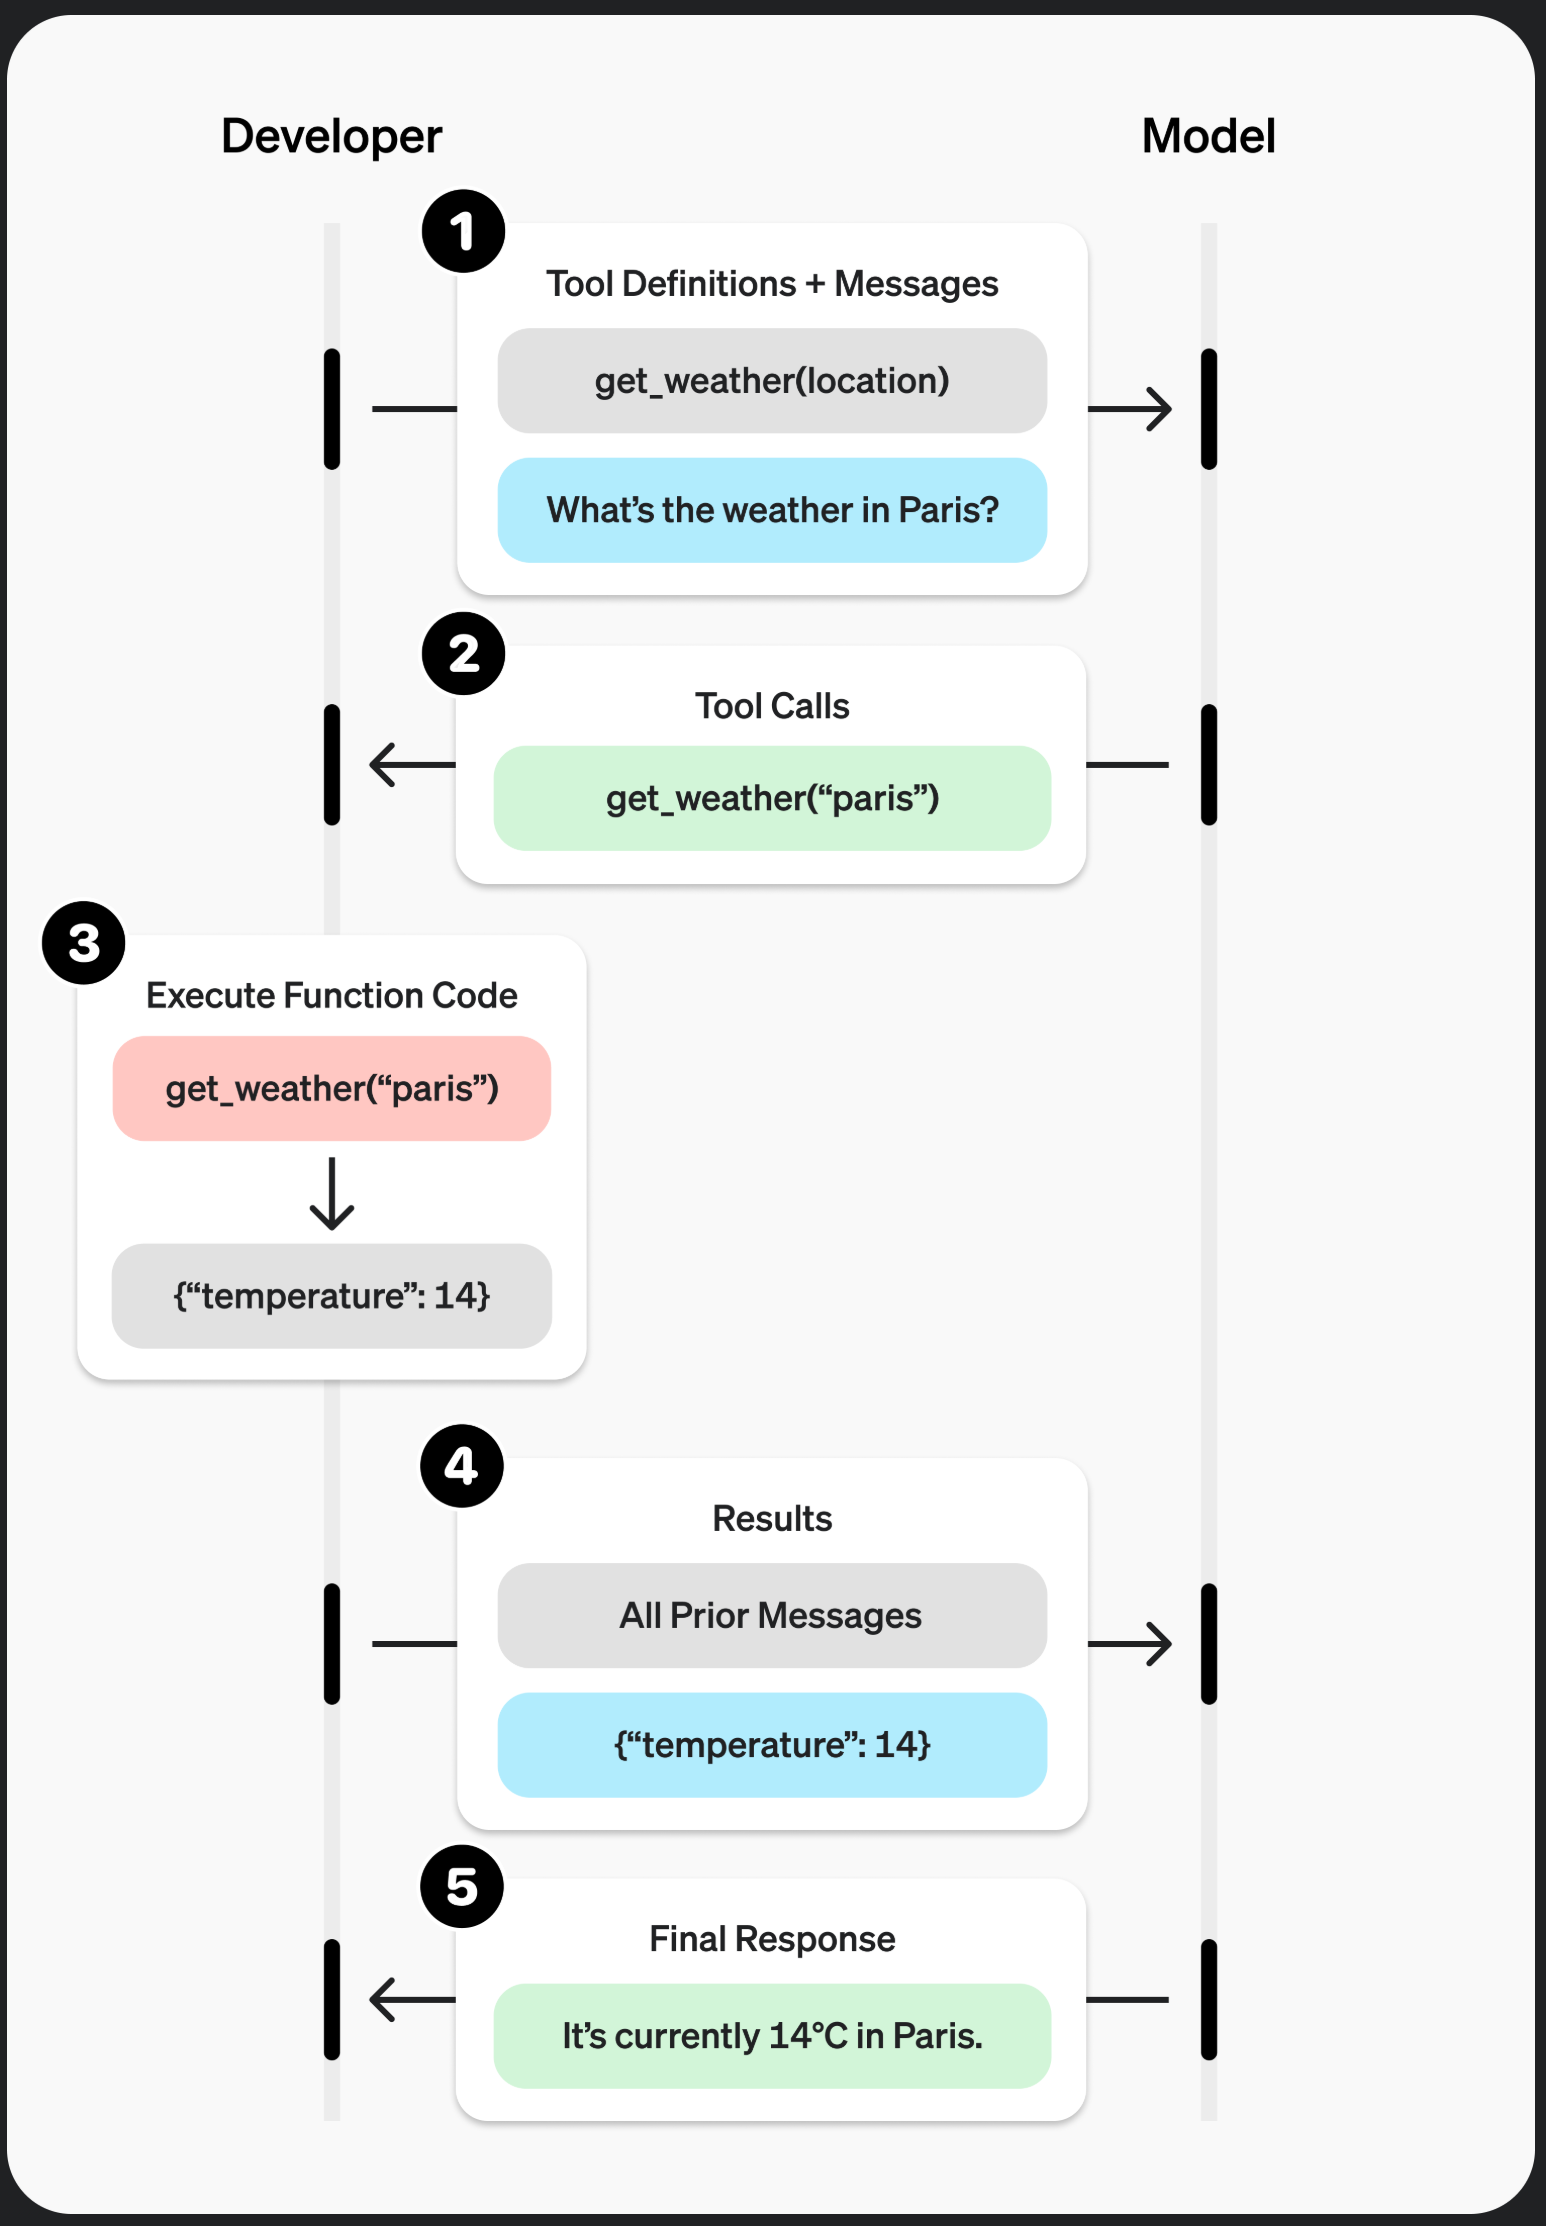 Developer
Model
1
Tool Definitions + Messages
get_weather(location)
What’s the weather in Paris?
2
Tool Calls
get_weather(“paris”)
3
Execute Function Code
get_weather(“paris”)
{“temperature”: 14}
4
Results
All Prior Messages
{“temperature”: 14}
5
Final Response
It’s currently 14°C in Paris.